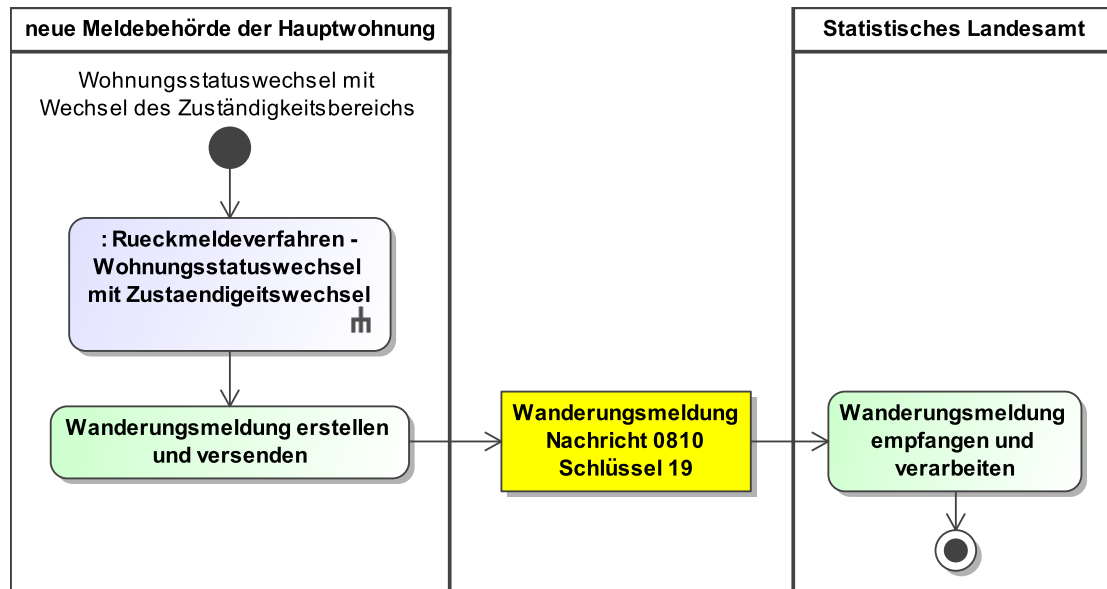 neue Meldebehörde der Hauptwohnung
Statistisches Landesamt
Wohnungsstatuswechsel mit
Wechsel des Zuständigkeitsbereichs
: Rueckmeldeverfahren -
Wohnungsstatuswechsel
mit Zustaendigeitswechsel
Wanderungsmeldung erstellen
und versenden
Wanderungsmeldung
Nachricht 0810
Schlüssel 19
Wanderungsmeldung
empfangen und
verarbeiten